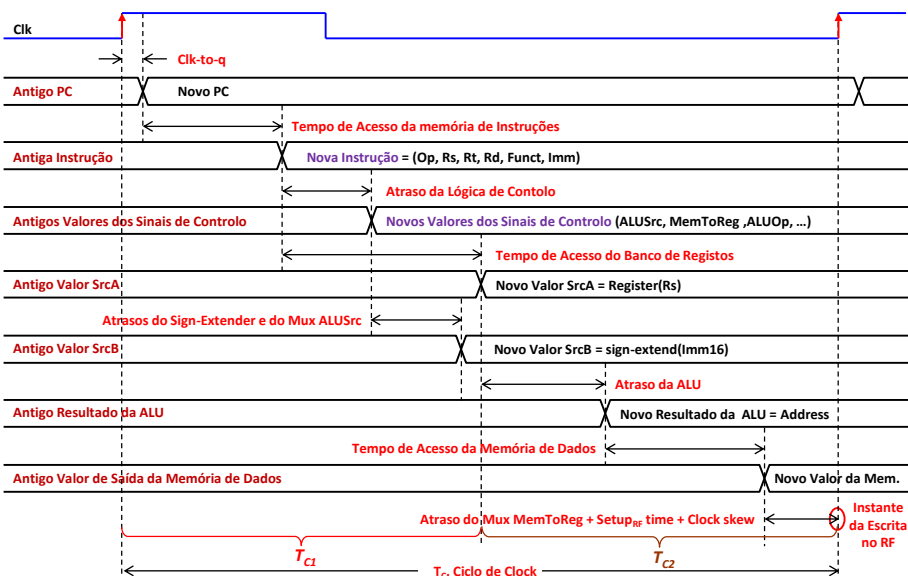 Clk
Clk-to-q
Antigo PC
Novo PC
Tempo de Acesso da memória de Instruções
Antiga Instrução
Nova Instrução = (Op, Rs, Rt, Rd, Funct, Imm)
Atraso da Lógica de Contolo
Antigos Valores dos Sinais de Controlo
Novos Valores dos Sinais de Controlo (ALUSrc, MemToReg ,ALUOp, …)
Tempo de Acesso do Banco de Registos
Antigo Valor SrcA
Novo Valor SrcA = Register(Rs)
Atrasos do Sign-Extender e do Mux ALUSrc
Antigo Valor SrcB
Novo Valor SrcB = sign-extend(Imm16)
Atraso da ALU
Antigo Resultado da ALU
Novo Resultado da ALU = Address
Tempo de Acesso da Memória de Dados
Antigo Valor de Saída da Memória de Dados
Novo Valor da Mem.
Atraso do Mux MemToReg + Setup_RF time + Clock skew
Instante
da Escrita
no RF
T_C1
T_C2
T_C, Ciclo de Clock